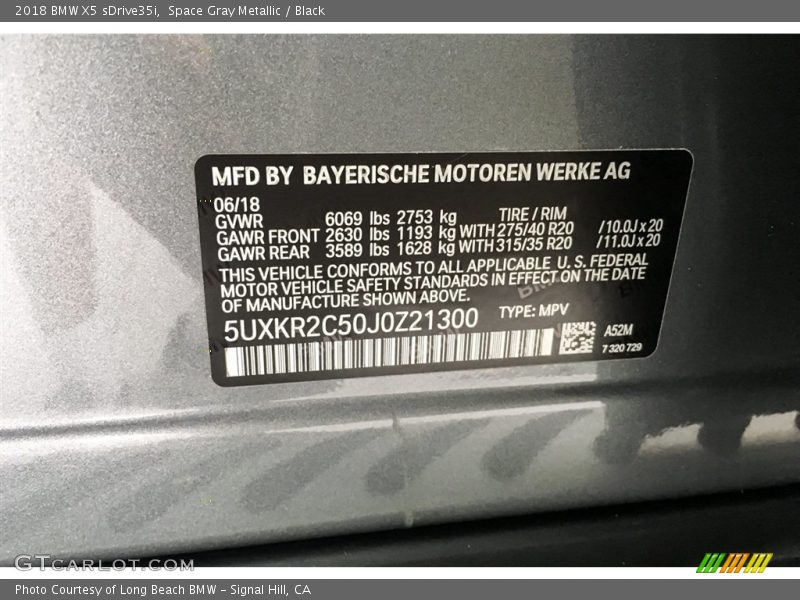 2018 BMW X5 sDrive35i, Space Gray Metallic / Black
MFD BY BAYERISCHE MOTOREN WERKE AG
06/18
GVWR 6069 lbs 2753 kg TIRE / RIM
GAWR FRONT 2630 lbs 1193 kg WITH 275/40 R20 /10.0J x 20
GAWR REAR 3589 lbs 1628 kg WITH 315/35 R20 /11.0J x 20
THIS VEHICLE CONFORMS TO ALL APPLICABLE U. S. FEDERAL
MOTOR VEHICLE SAFETY STANDARDS IN EFFECT ON THE DATE
OF MANUFACTURE SHOWN ABOVE.
5UXKR2C50J0Z21300 TYPE: MPV
A52M
7 320 729
GTCARLOT.COM
Photo Courtesy of Long Beach BMW - Signal Hill, CA